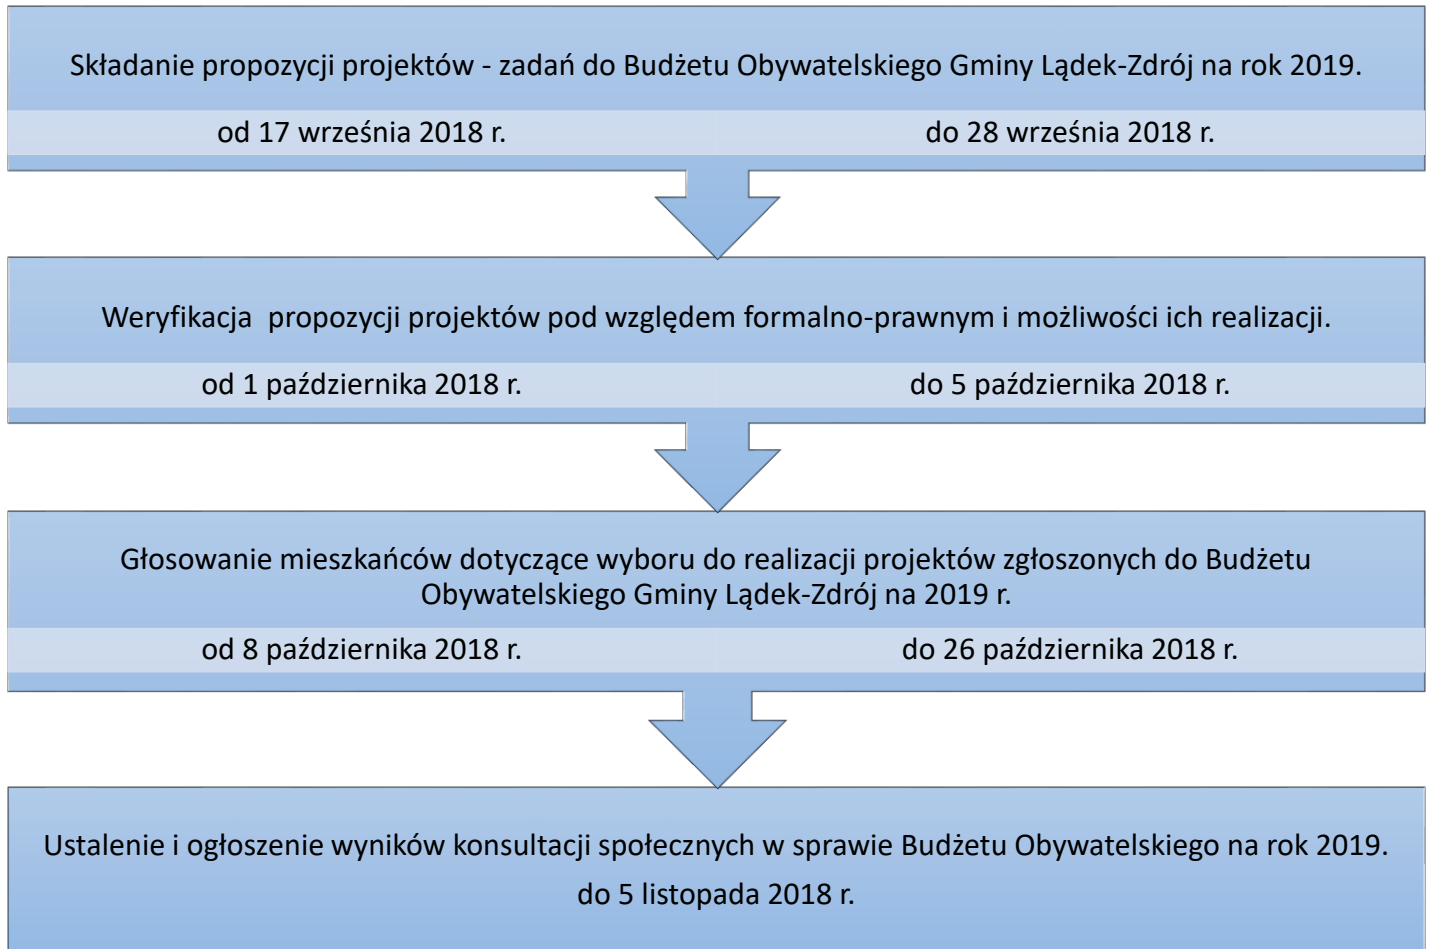 Składanie propozycji projektów - zadań do Budżetu Obywatelskiego Gminy Lądek-Zdrój na rok 2019.
od 17 września 2018 r.
do 28 września 2018 r.
Weryfikacja  propozycji projektów pod względem formalno-prawnym i możliwości ich realizacji.
od 1 października 2018 r.
do 5 października 2018 r.
Głosowanie mieszkańców dotyczące wyboru do realizacji projektów zgłoszonych do Budżetu
Obywatelskiego Gminy Lądek-Zdrój na 2019 r.
od 8 października 2018 r.
do 26 października 2018 r.
Ustalenie i ogłoszenie wyników konsultacji społecznych w sprawie Budżetu Obywatelskiego na rok 2019.
do 5 listopada 2018 r.